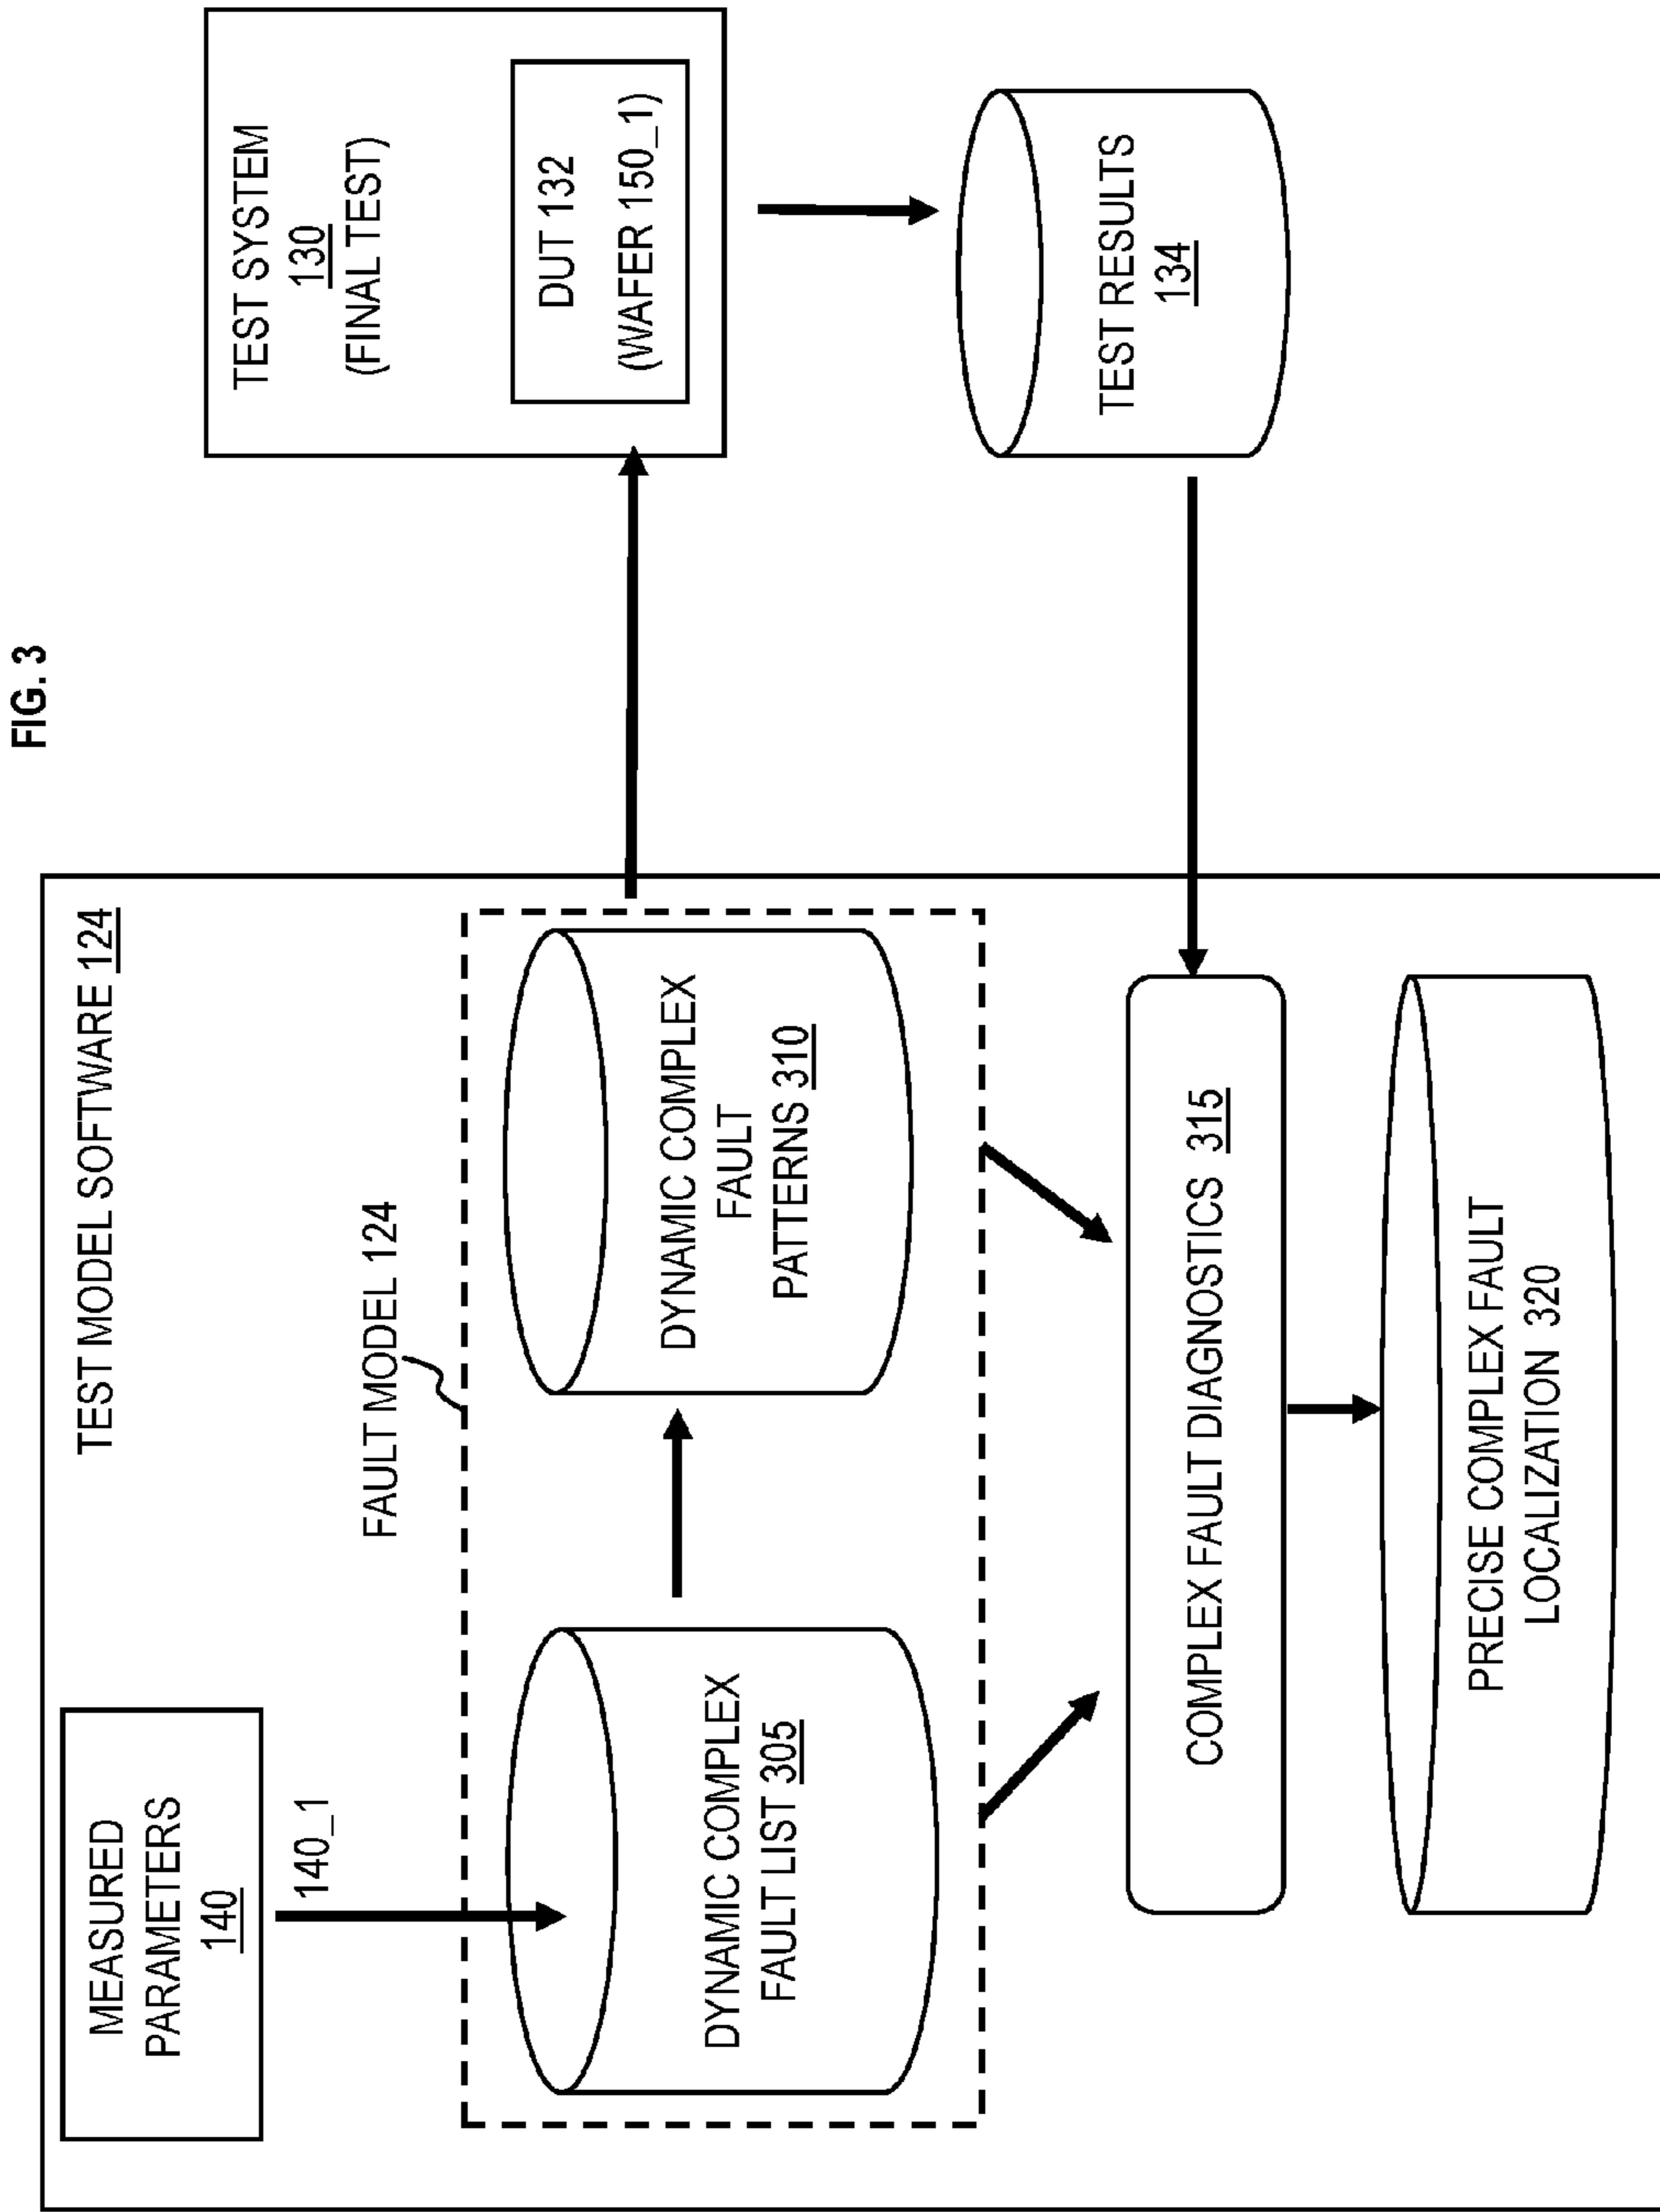 FIG. 3
TEST MODEL SOFTWARE 124
MEASURED
PARAMETERS
140
140_1
FAULT MODEL 124
DYNAMIC COMPLEX
FAULT LIST 305
DYNAMIC COMPLEX
FAULT
PATTERNS 310
COMPLEX FAULT DIAGNOSTICS 315
PRECISE COMPLEX FAULT
LOCALIZATION 320
TEST SYSTEM
130
(FINAL TEST)
DUT 132
(WAFER 150_1)
TEST RESULTS
134